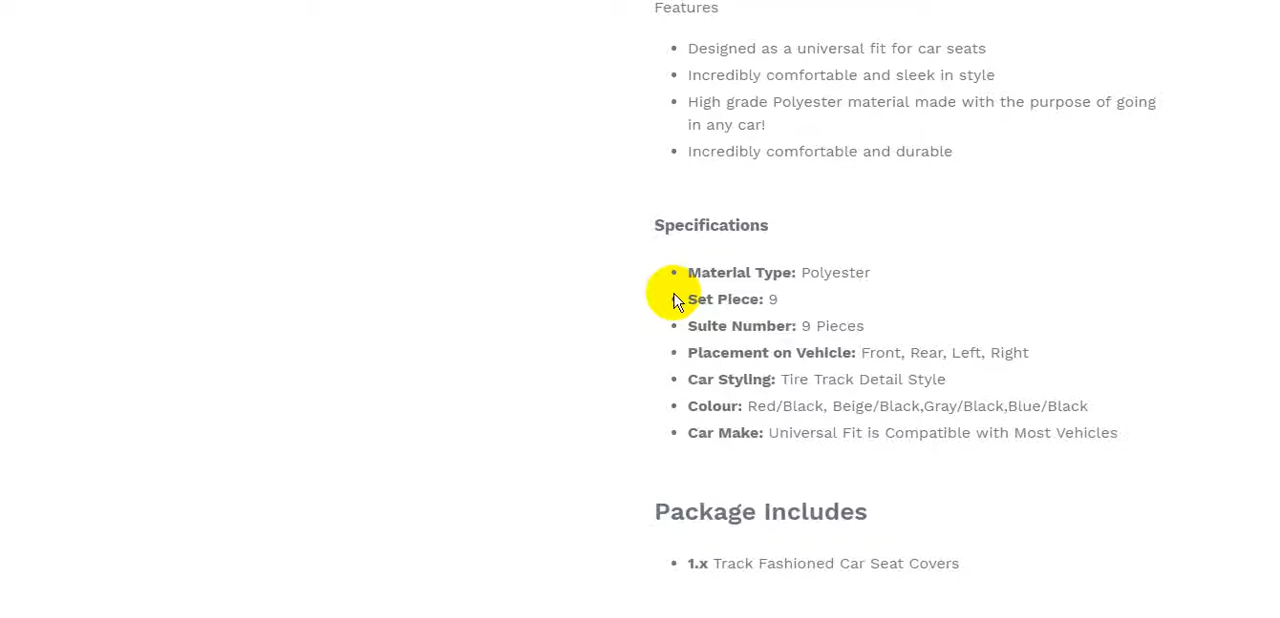 Features
Designed as a universal fit for car seats
Incredibly comfortable and sleek in style
High grade Polyester material made with the purpose of going
in any car!
Incredibly comfortable and durable
Specifications
Material Type: Polyester
Set Piece: 9
Suite Number: 9 Pieces
Placement on Vehicle: Front, Rear, Left, Right
Car Styling: Tire Track Detail Style
Colour: Red/Black, Beige/Black,Gray/Black,Blue/Black
Car Make: Universal Fit is Compatible with Most Vehicles
Package Includes
1.x Track Fashioned Car Seat Covers